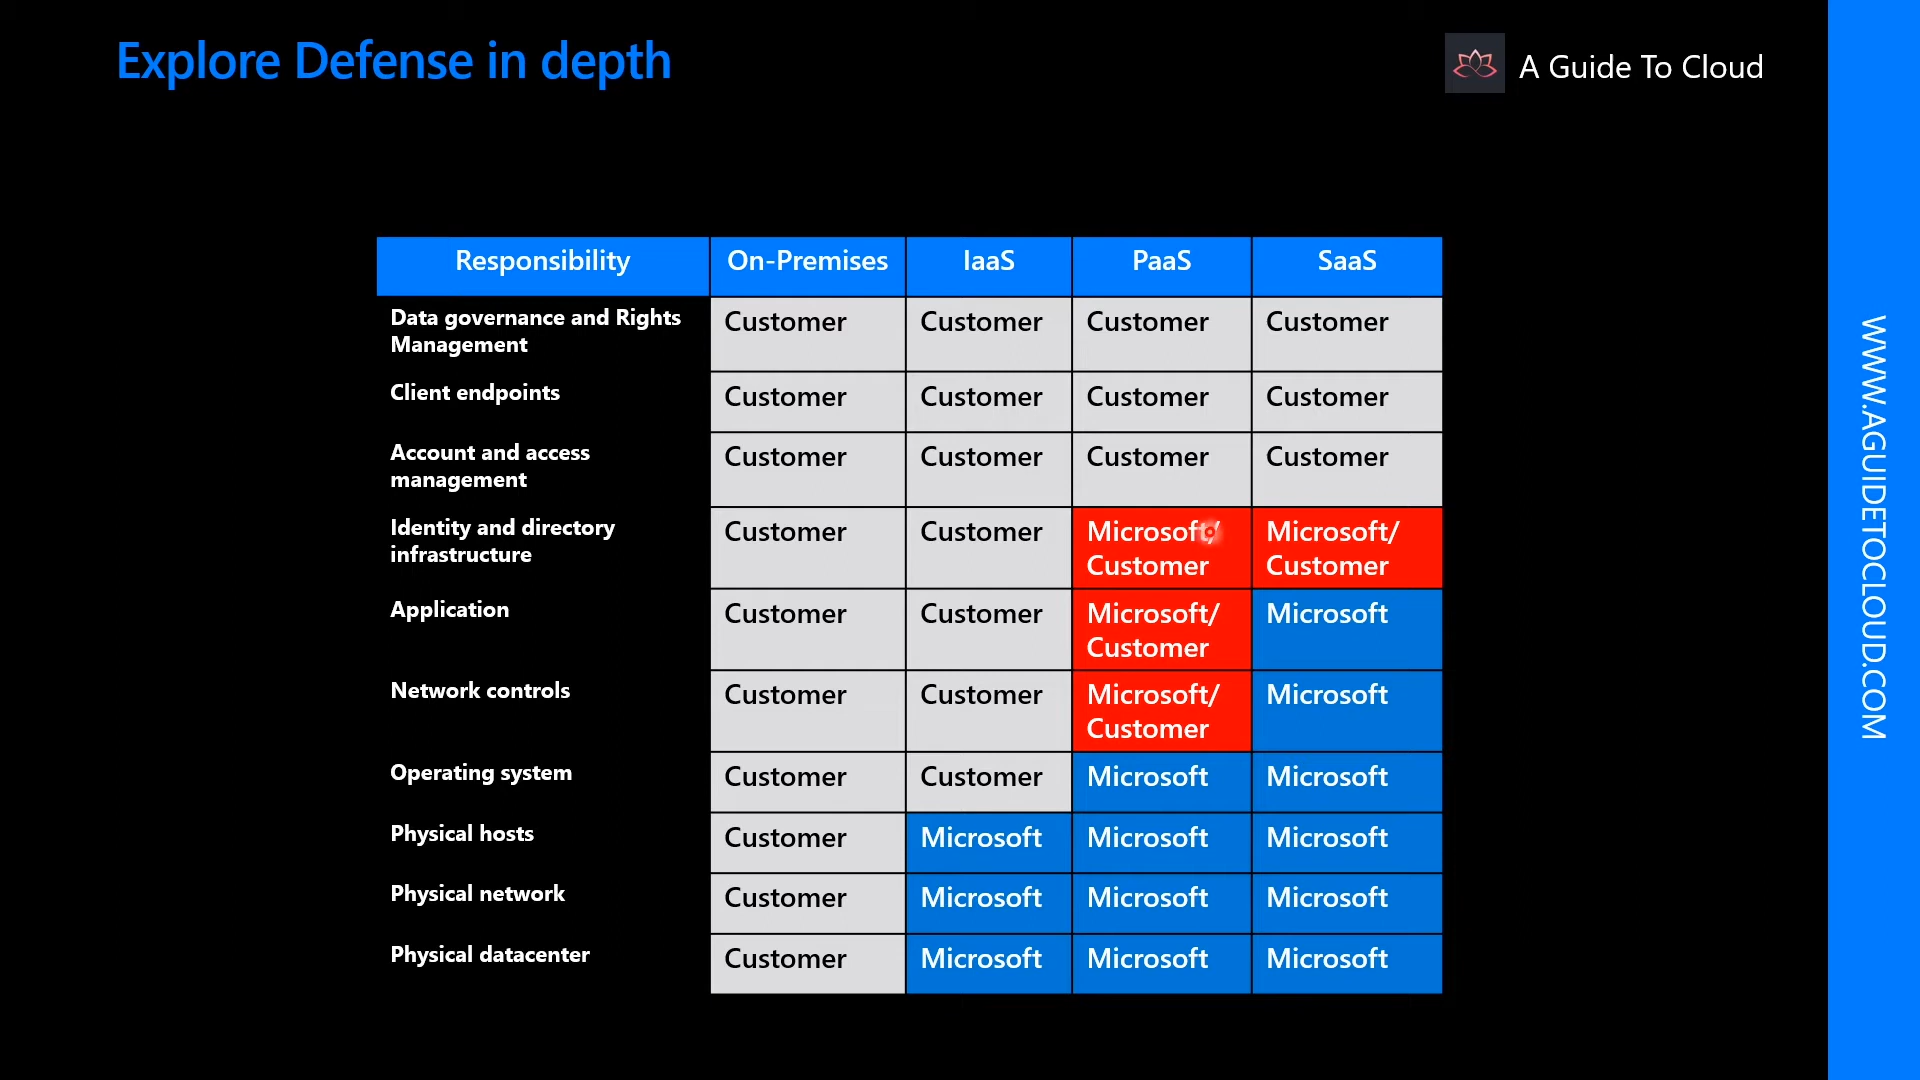 Explore Defense in depth
A Guide To Cloud
Responsibility On-Premises IaaS PaaS SaaS
Data governance and Rights
Management
Customer Customer Customer Customer
Client endpoints Customer Customer Customer Customer
Account and access
management
Customer Customer Customer Customer
Identity and directory
infrastructure
Customer Customer Microsoft/ Microsoft/
Customer Customer
Application Customer Customer Microsoft/ Microsoft
Customer
Network controls Customer Customer Microsoft/ Microsoft
Customer
Operating system Customer Customer Microsoft Microsoft
Physical hosts Customer Microsoft Microsoft Microsoft
Physical network Customer Microsoft Microsoft Microsoft
Physical datacenter Customer Microsoft Microsoft Microsoft
WWW.AGUIDETOCLOUD.COM